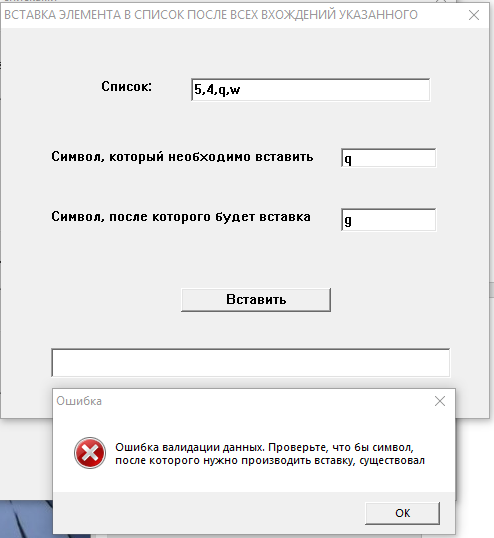 ВСТАВКА ЭЛЕМЕНТА В СПИСОК ПОСЛЕ ВСЕХ ВХОЖДЕНИЙ УКАЗАННОГО
Список: 5,4,q,w
Символ, который необходимо вставить q
Символ, после которого будет вставка g
Вставить
Ошибка
Ошибка валидации данных. Проверьте, что бы символ,
после которого нужно производить вставку, существовал
OK